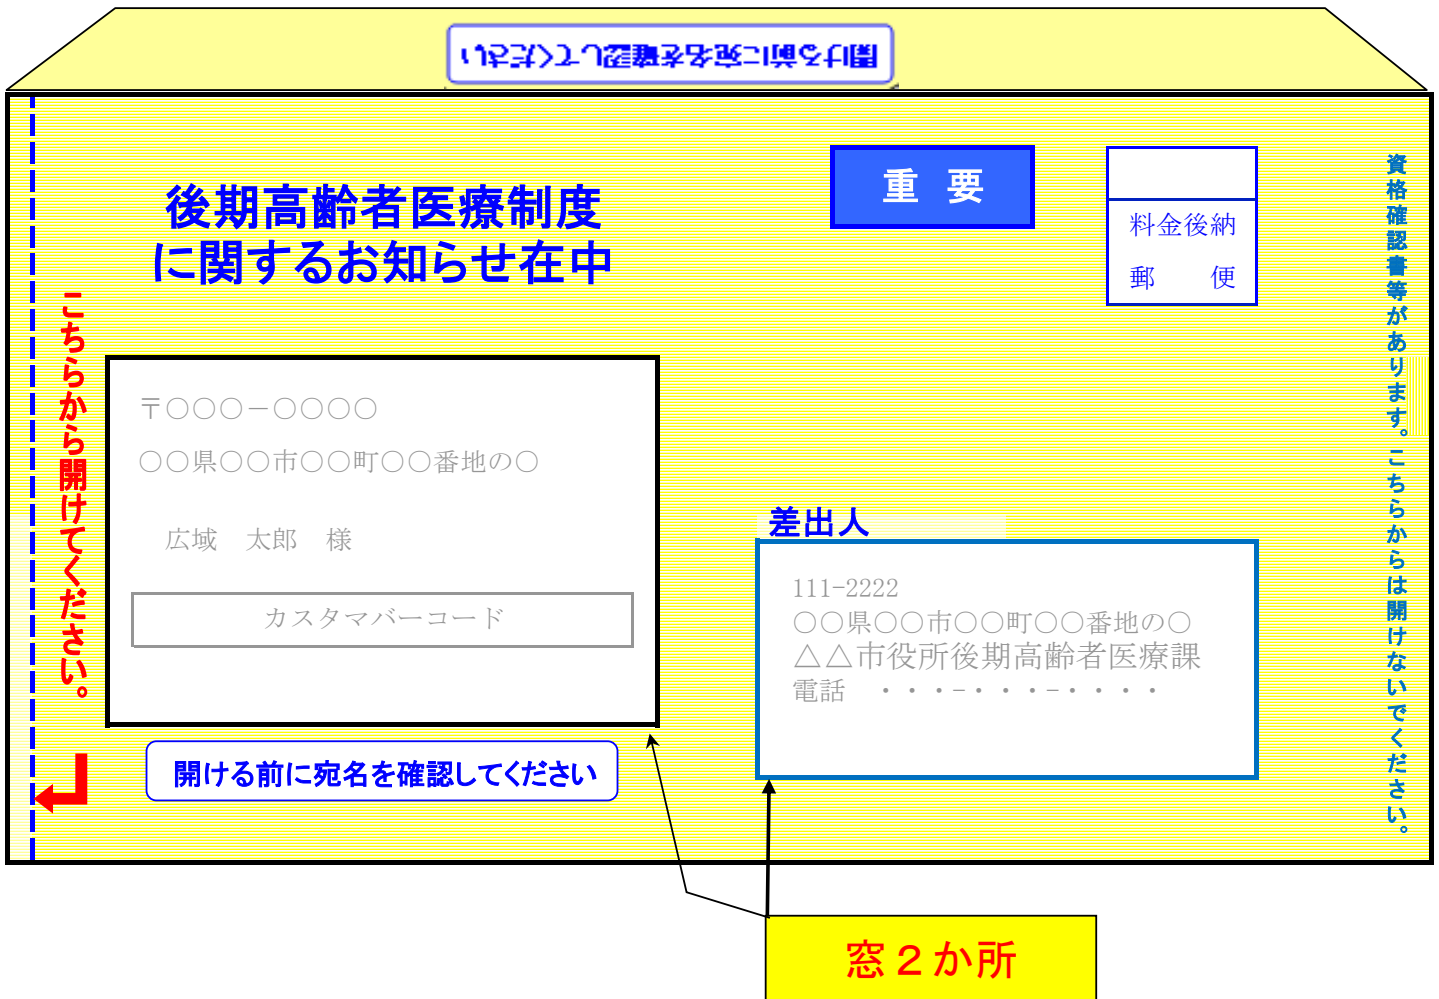 開ける前に宛名を確認してください
後期高齢者医療制度
に関するお知らせ在中
重 要
料金後納
郵　便
資格確認書等があります。こちらからは開けないでください。
こちらから開けてください。
〒○○○－○○○○
○○県○○市○○町○○番地の○
広域　太郎　様
カスタマバーコード
差出人
111-2222
○○県○○市○○町○○番地の○
△△市役所後期高齢者医療課
電話　・・・-・・・-・・・・
開ける前に宛名を確認してください
窓２か所